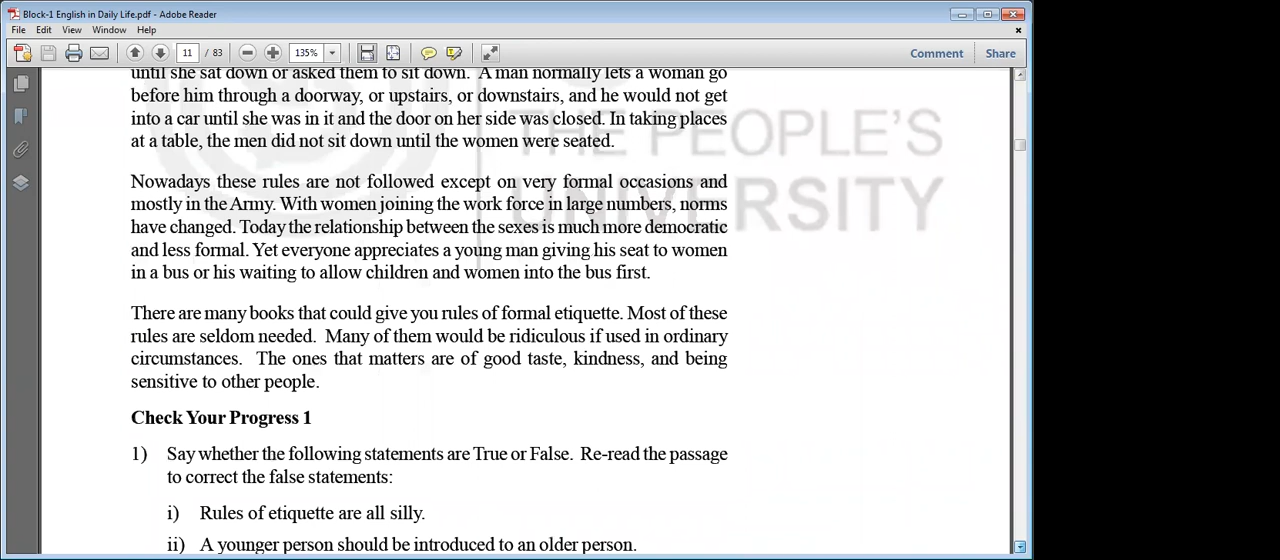 Block-1 English in Daily Life.pdf - Adobe Reader
File Edit View Window Help
11 / 83 135% Comment Share
until she sat down or asked them to sit down. A man normally lets a woman go
before him through a doorway, or upstairs, or downstairs, and he would not get
into a car until she was in it and the door on her side was closed. In taking places
at a table, the men did not sit down until the women were seated.
THE PEOPLE'S
UNIVERSITY
Nowadays these rules are not followed except on very formal occasions and
mostly in the Army. With women joining the work force in large numbers, norms
have changed. Today the relationship between the sexes is much more democratic
and less formal. Yet everyone appreciates a young man giving his seat to women
in a bus or his waiting to allow children and women into the bus first.
There are many books that could give you rules of formal etiquette. Most of these
rules are seldom needed. Many of them would be ridiculous if used in ordinary
circumstances. The ones that matters are of good taste, kindness, and being
sensitive to other people.
Check Your Progress 1
1) Say whether the following statements are True or False. Re-read the passage
to correct the false statements:
i) Rules of etiquette are all silly.
ii) A younger person should be introduced to an older person.